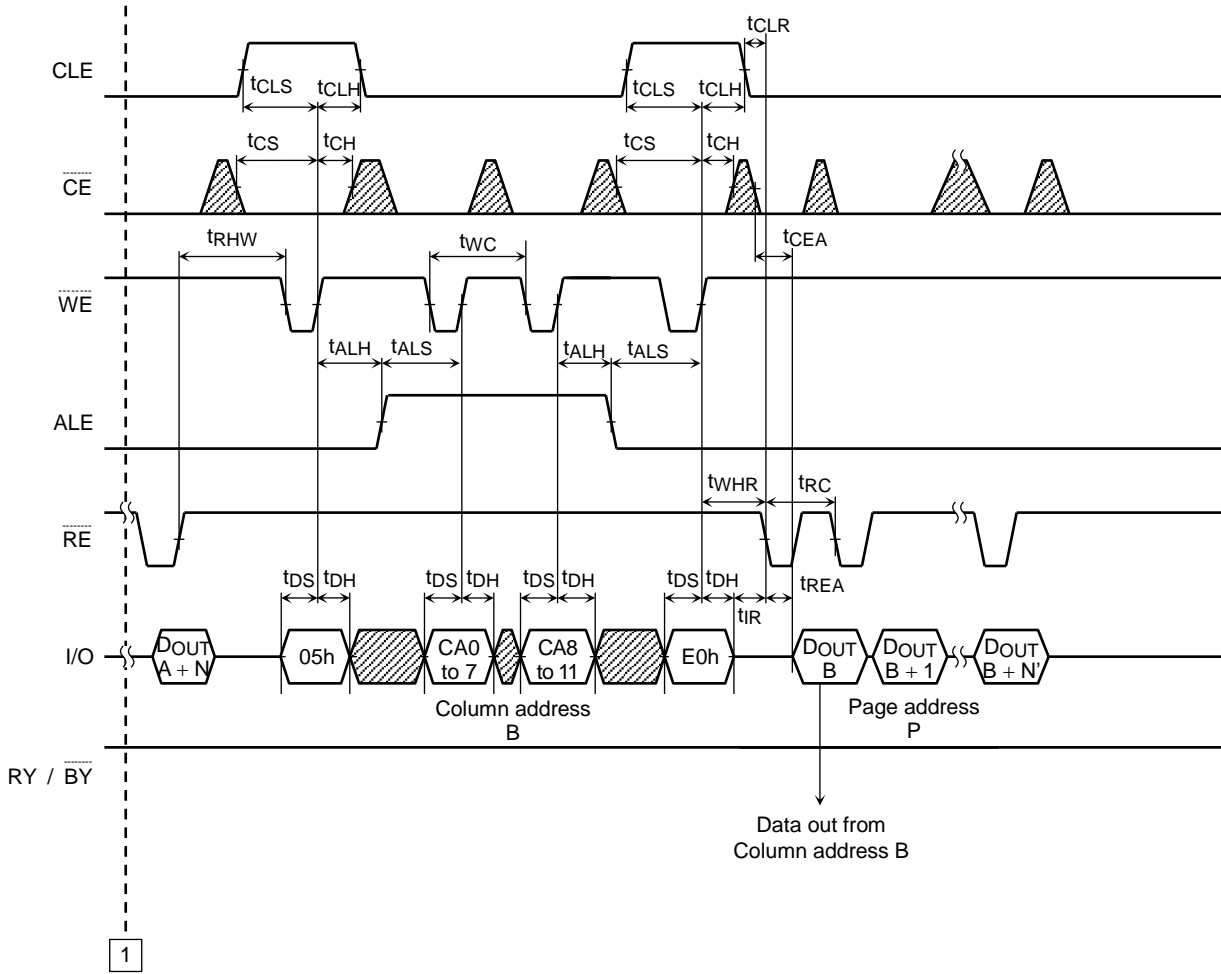 tCLR
CLE
tCLS tCLH tCLS tCLH
tCS tCH tCS tCH
CE
tRHW tWC tCEA
WE
tALH tALS tALH tALS
ALE
tWHR tRC
RE
tDS tDH tDS tDH tDS tDH tDS tDH tREA
tIR
I/O
DOUT
A + N
05h
CA0
to 7
CA8
to 11
E0h
DOUT
B
DOUT
B + 1
DOUT
B + N’
Column address
B
Page address
P
RY / BY
Data out from
Column address B
1